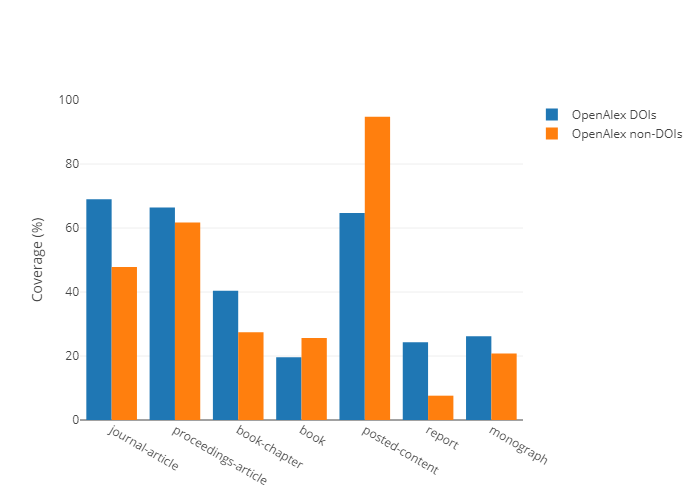 100
80
60
40
20
0
Coverage (%)
journal-article
proceedings-article
book-chapter
book
posted-content
report
monograph
OpenAlex DOIs
OpenAlex non-DOIs